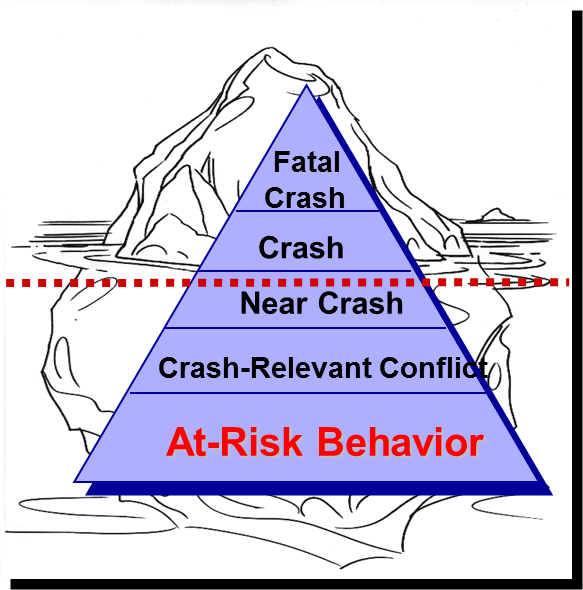 Fatal
Crash
Crash
Near Crash
Crash-Relevant Conflict
At-Risk Behavior